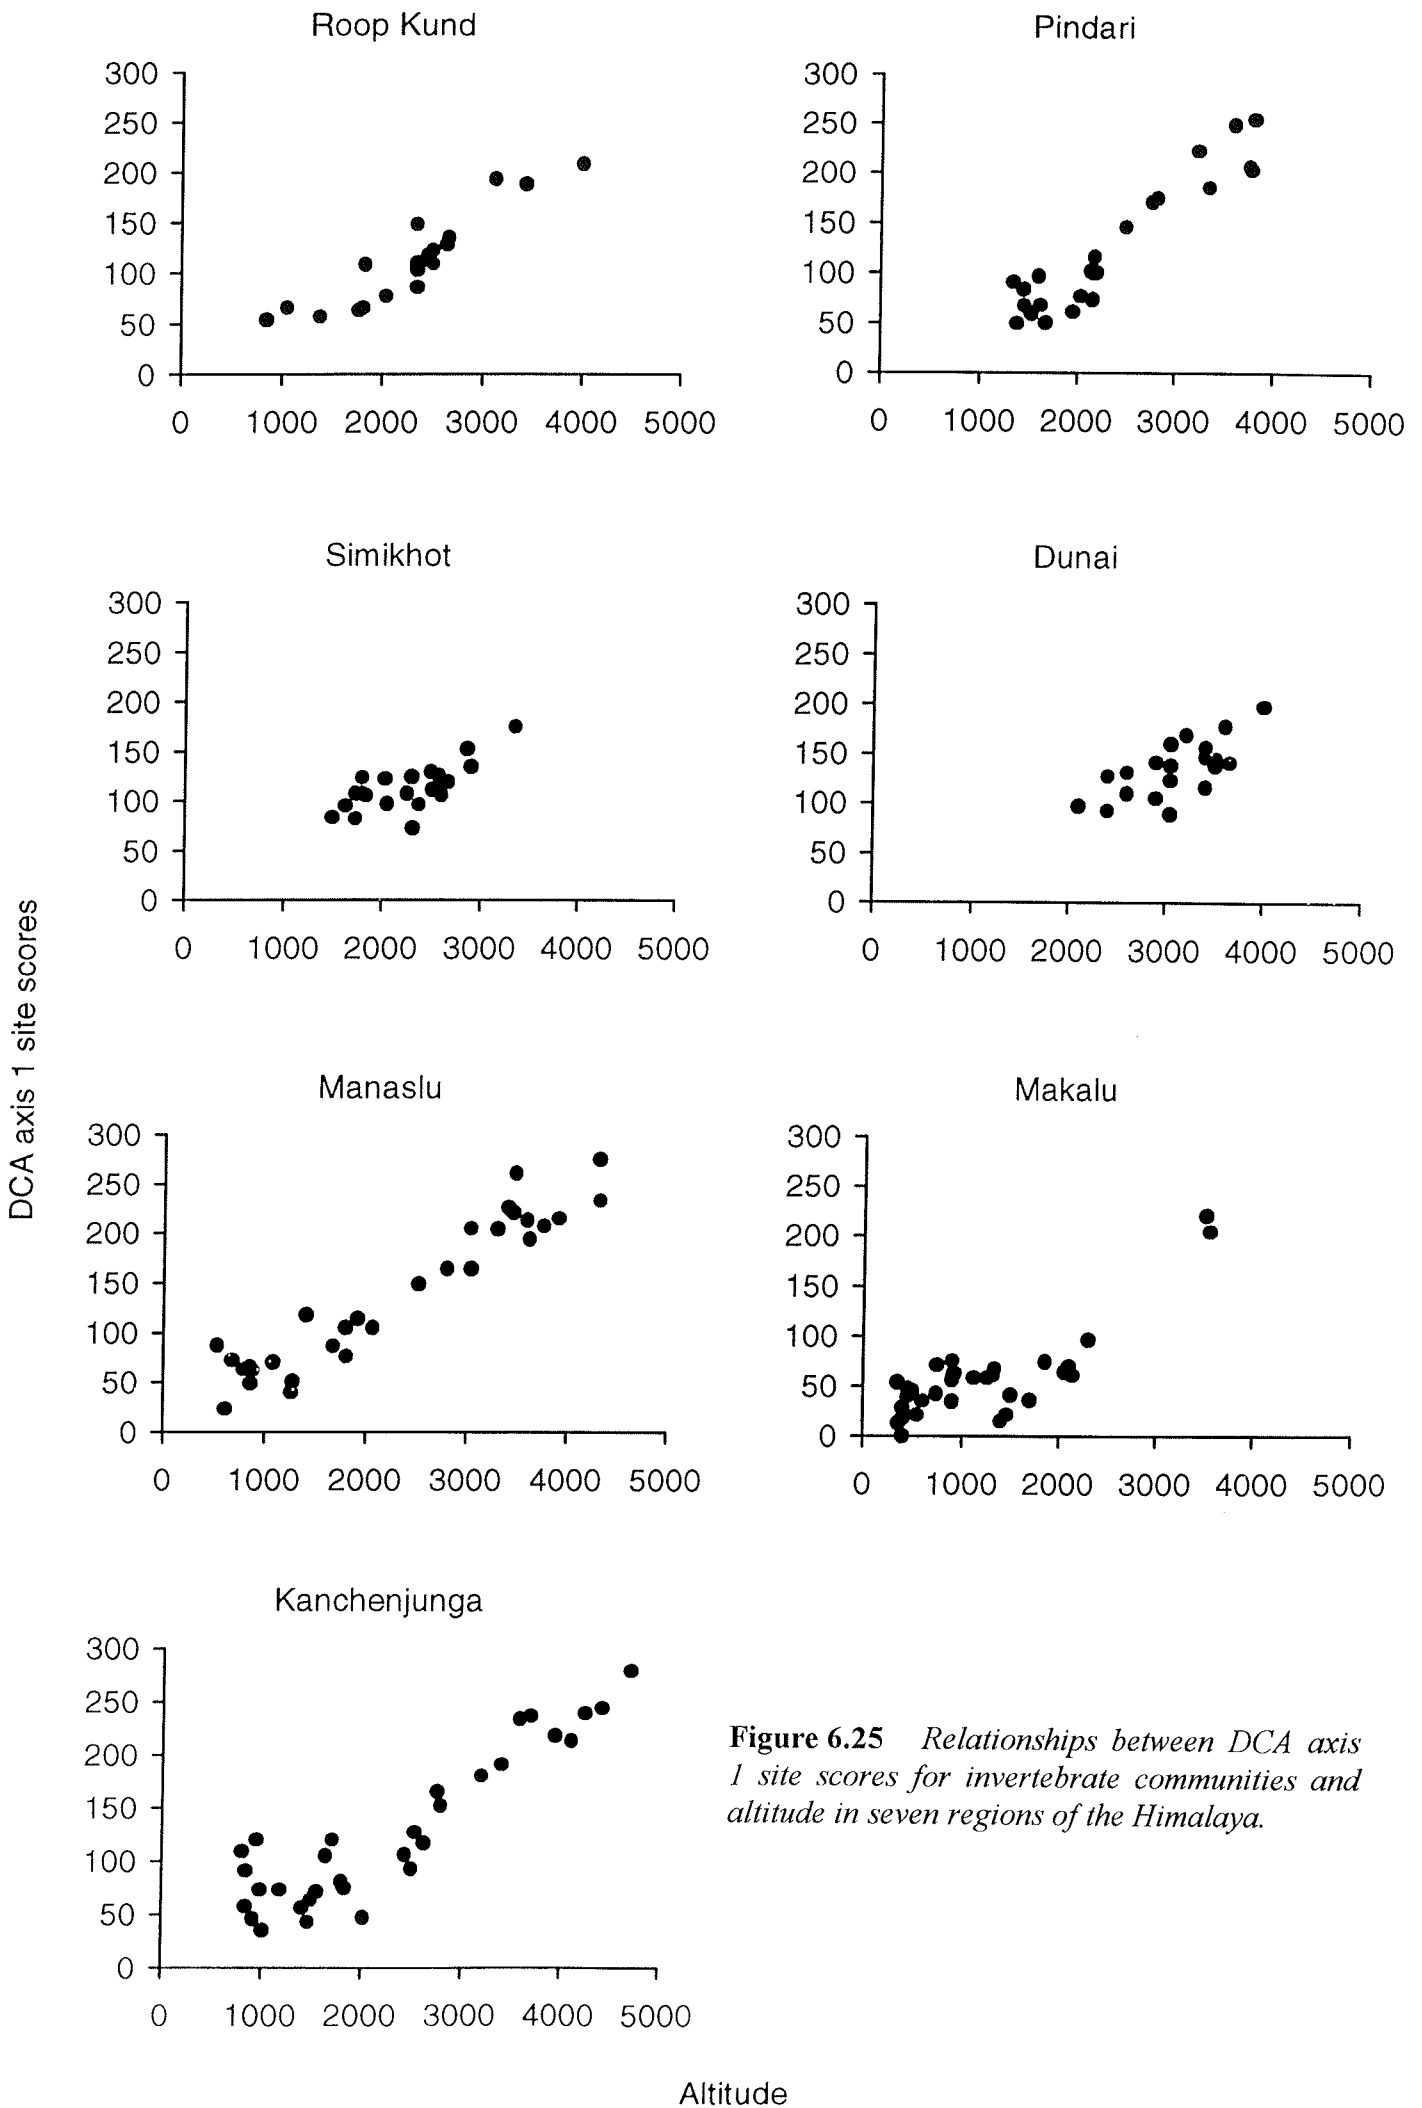 Roop Kund
300
250
200
150
100
50
0
0 1000 2000 3000 4000 5000
Pindari
300
250
200
150
100
50
0
0 1000 2000 3000 4000 5000
Simikhot
300
250
200
150
100
50
0
0 1000 2000 3000 4000 5000
Dunai
300
250
200
150
100
50
0
0 1000 2000 3000 4000 5000
DCA axis 1 site scores
Manaslu
300
250
200
150
100
50
0
0 1000 2000 3000 4000 5000
Makalu
300
250
200
150
100
50
0
0 1000 2000 3000 4000 5000
Kanchenjunga
300
250
200
150
100
50
0
0 1000 2000 3000 4000 5000
Altitude
Figure 6.25 Relationships between DCA axis
1 site scores for invertebrate communities and
altitude in seven regions of the Himalaya.